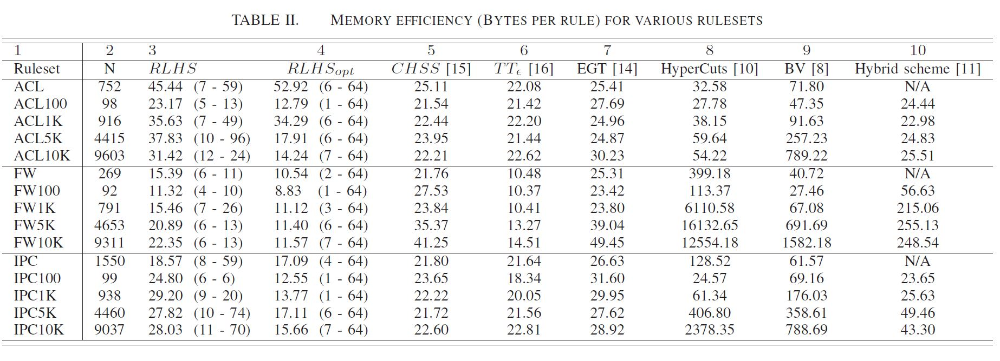 TABLE II. MEMORY EFFICIENCY (BYTES PER RULE) FOR VARIOUS RULESETS
1 2 3 4 5 6 7 8 9 10
Ruleset N RLHS RLHS_opt CHSS [15] TT_ϵ [16] EGT [14] HyperCuts [10] BV [8] Hybrid scheme [11]
ACL 752 45.44 (7 - 59) 52.92 (6 - 64) 25.11 22.08 25.41 32.58 71.80 N/A
ACL100 98 23.17 (5 - 13) 12.79 (1 - 64) 21.54 21.42 27.69 27.78 47.35 24.44
ACL1K 916 35.63 (7 - 49) 34.29 (6 - 64) 22.44 22.20 24.96 38.15 91.63 22.98
ACL5K 4415 37.83 (10 - 96) 17.91 (6 - 64) 23.95 21.44 24.87 59.64 257.23 24.83
ACL10K 9603 31.42 (12 - 24) 14.24 (7 - 64) 22.21 22.62 30.23 54.22 789.22 25.51
FW 269 15.39 (6 - 11) 10.54 (2 - 64) 21.76 10.48 25.31 399.18 40.72 N/A
FW100 92 11.32 (4 - 10) 8.83 (1 - 64) 27.53 10.37 23.42 113.37 27.46 56.63
FW1K 791 15.46 (7 - 26) 11.12 (3 - 64) 23.84 10.41 23.80 6110.58 67.08 215.06
FW5K 4653 20.89 (6 - 13) 11.40 (6 - 64) 35.37 13.27 39.04 16132.65 691.69 255.13
FW10K 9311 22.35 (6 - 13) 11.57 (7 - 64) 41.25 14.51 49.45 12554.18 1582.18 248.54
IPC 1550 18.57 (8 - 59) 17.09 (4 - 64) 21.80 21.64 26.63 128.52 61.57 N/A
IPC100 99 24.80 (6 - 6) 12.55 (1 - 64) 23.65 18.34 31.60 24.57 69.16 23.65
IPC1K 938 29.20 (9 - 20) 13.77 (1 - 64) 22.22 20.05 29.95 61.34 176.03 25.63
IPC5K 4460 27.82 (10 - 74) 17.11 (6 - 64) 21.72 21.56 27.62 406.80 358.61 49.46
IPC10K 9037 28.03 (11 - 70) 15.66 (7 - 64) 22.60 22.81 28.92 2378.35 788.69 43.30